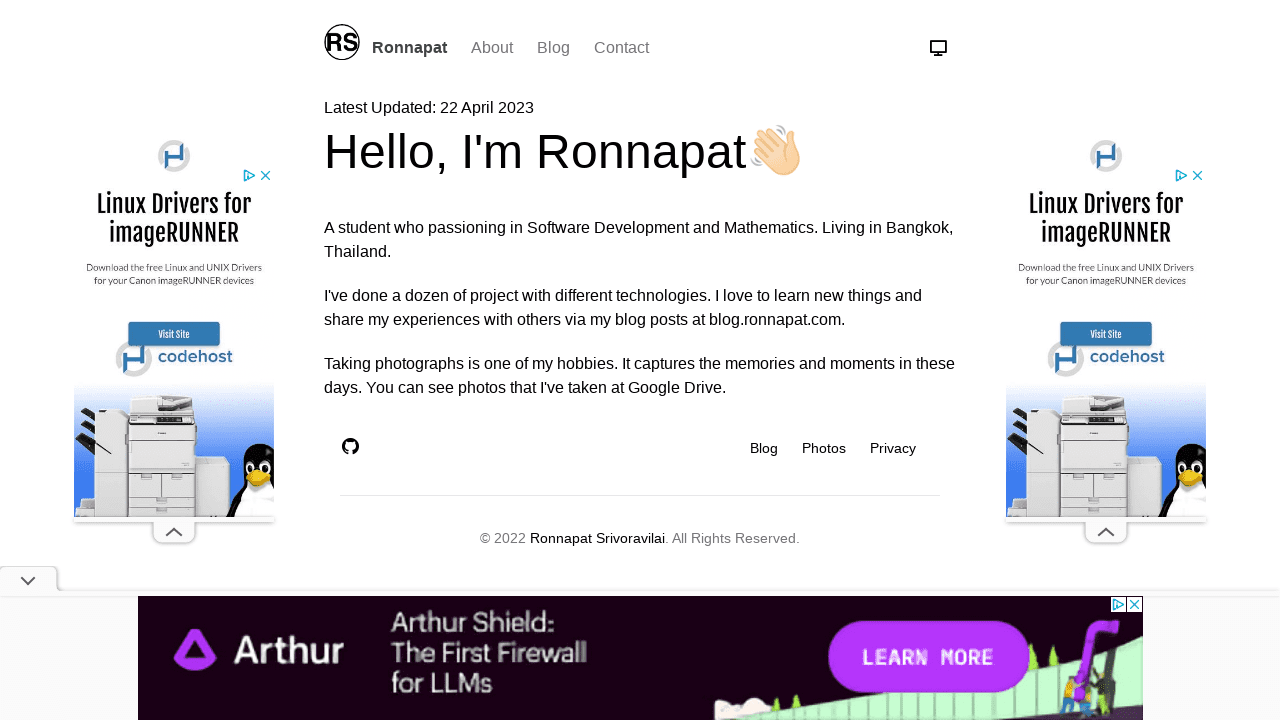 RS
Ronnapat About Blog Contact
Latest Updated: 22 April 2023
Hello, I'm Ronnapat
A student who passioning in Software Development and Mathematics. Living in Bangkok,
Thailand.
I've done a dozen of project with different technologies. I love to learn new things and
share my experiences with others via my blog posts at blog.ronnapat.com.
Taking photographs is one of my hobbies. It captures the memories and moments in these
days. You can see photos that I've taken at Google Drive.
Blog Photos Privacy
© 2022 Ronnapat Srivoravilai. All Rights Reserved.
Linux Drivers for
imageRUNNER
Download the free Linux and UNIX Drivers
for your Canon imageRUNNER devices
Visit Site
codehost
Linux Drivers for
imageRUNNER
Download the free Linux and UNIX Drivers
for your Canon imageRUNNER devices
Visit Site
codehost
Arthur
Arthur Shield:
The First Firewall
for LLMs
LEARN MORE